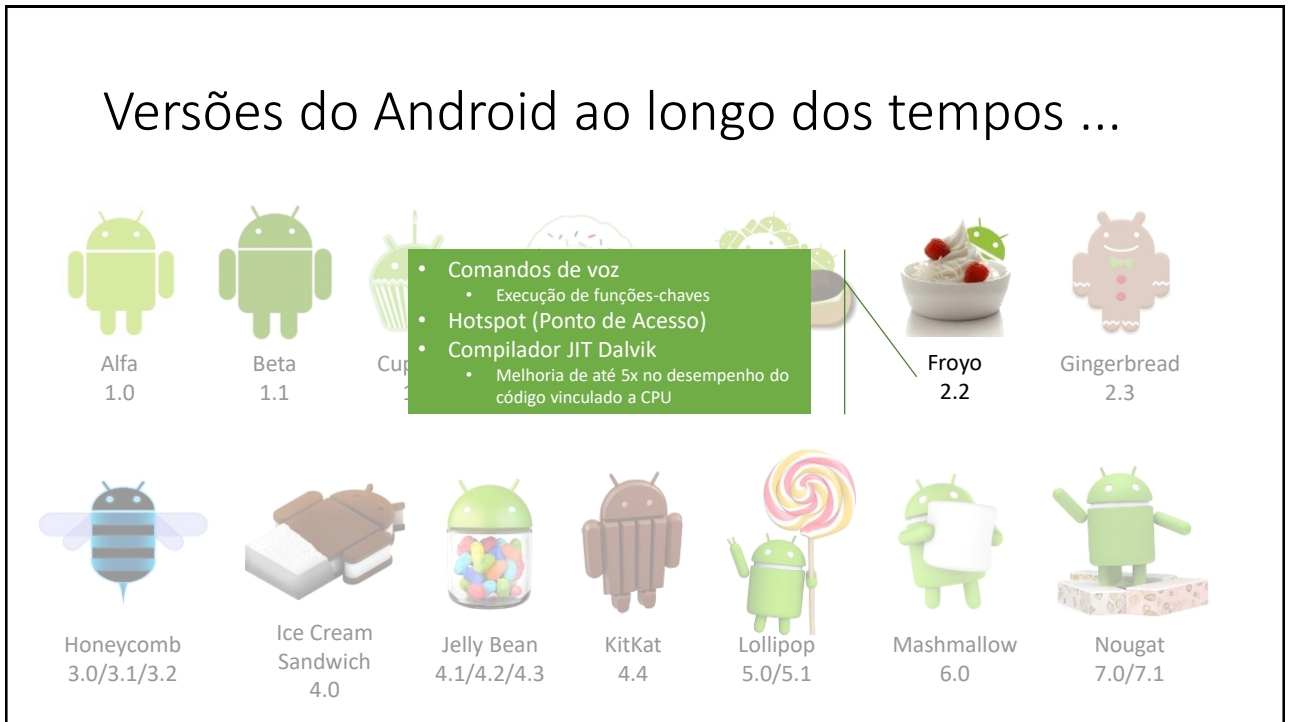 Versões do Android ao longo dos tempos ...
• Comandos de voz
• Execução de funções-chaves
• Hotspot (Ponto de Acesso)
• Compilador JIT Dalvik
• Melhoria de até 5x no desempenho do
código vinculado a CPU
Alfa
1.0
Beta
1.1
Froyo
2.2
Gingerbread
2.3
Honeycomb
3.0/3.1/3.2
Ice Cream
Sandwich
4.0
Jelly Bean
4.1/4.2/4.3
KitKat
4.4
Lollipop
5.0/5.1
Mashmallow
6.0
Nougat
7.0/7.1